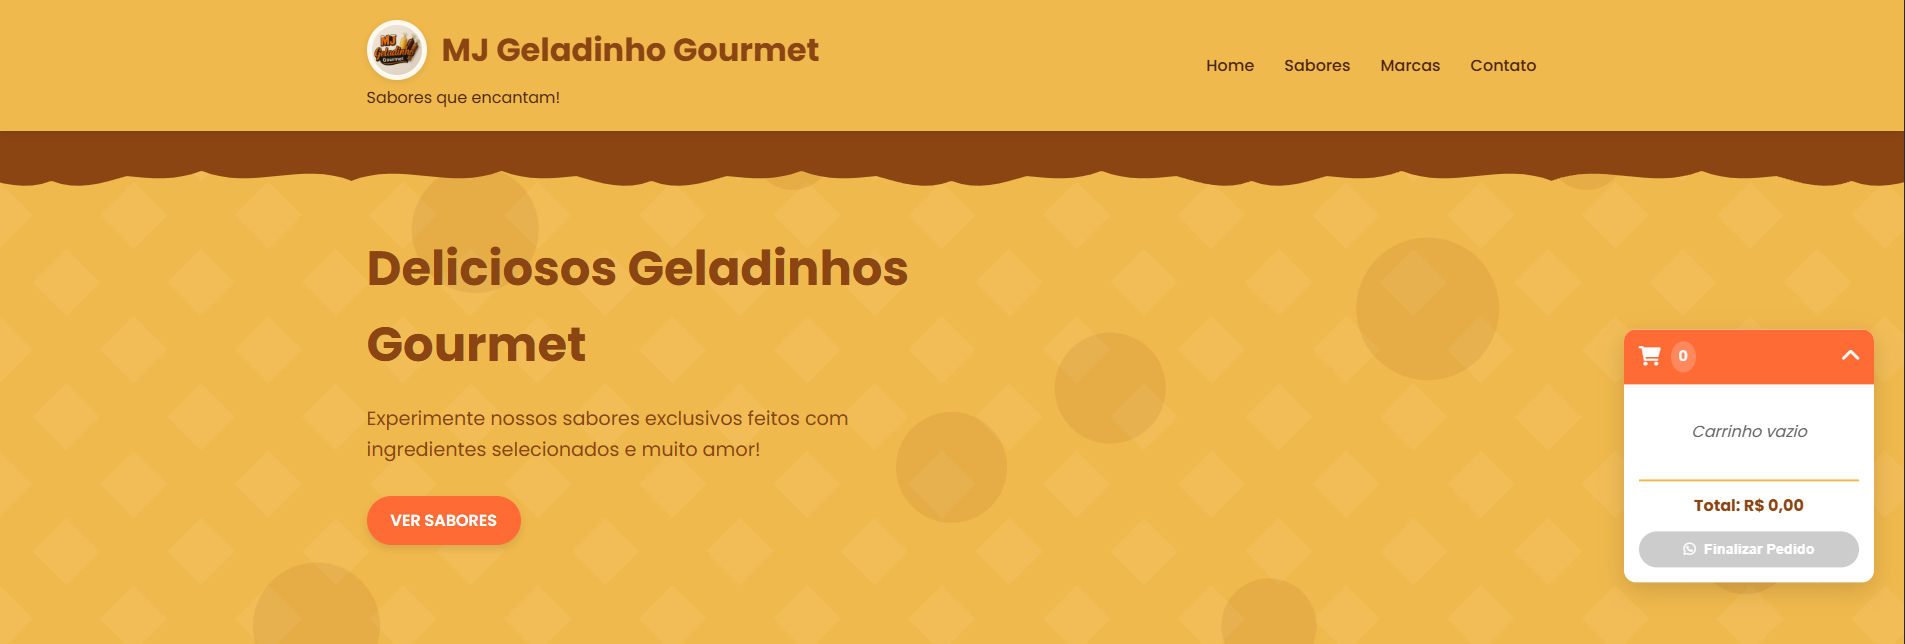 MJ
Geladinho
Gourmet
MJ Geladinho Gourmet
Sabores que encantam!
Home
Sabores
Marcas
Contato
Deliciosos Geladinhos
Gourmet
Experimente nossos sabores exclusivos feitos com
ingredientes selecionados e muito amor!
VER SABORES
0
Carrinho vazio
Total: R$ 0,00
Finalizar Pedido